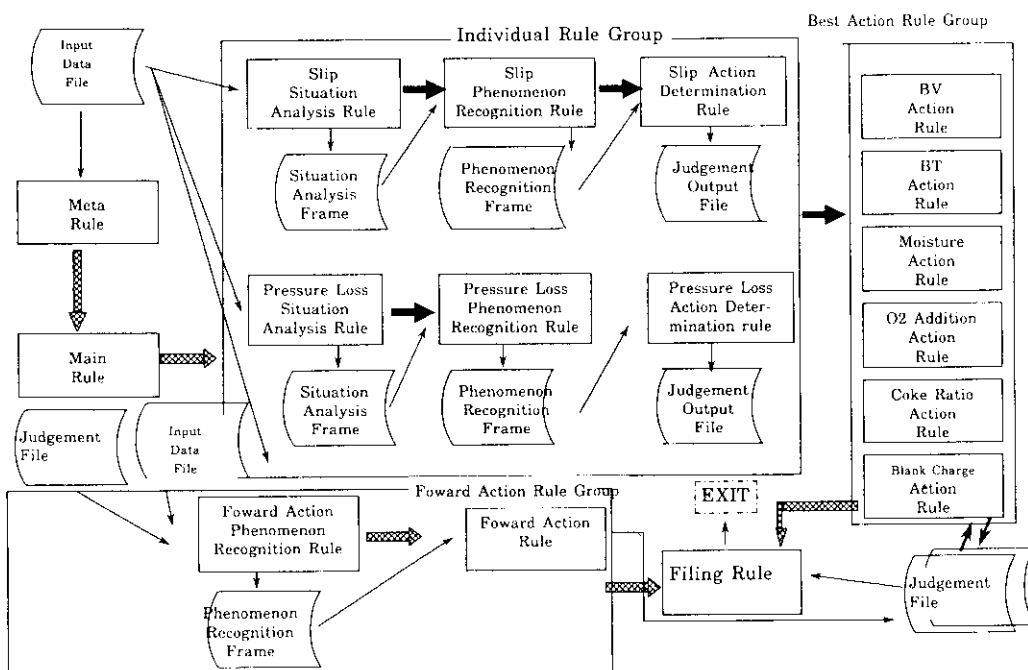 Best Action Rule Group
Individual Rule Group
Input
Data
File
Slip
Situation
Analysis Rule
Slip
Phenomenon
Recognition Rule
Slip Action
Determination
Rule
Situation
Analysis
Frame
Phenomenon
Recognition
Frame
Judgement
Output
File
Meta
Rule
Main
Rule
Pressure Loss
Situation
Analysis Rule
Pressure Loss
Phenomenon
Recognition Rule
Pressure Loss
Action Deter-
mination rule
Situation
Analysis
Frame
Phenomenon
Recognition
Frame
Judgement
Output
File
BV
Action
Rule
BT
Action
Rule
Moisture
Action
Rule
O2 Addition
Action
Rule
Coke Ratio
Action
Rule
Blank Charge
Action
Rule
Judgement
File
Input
Data
File
Foward Action Rule Group
Foward Action
Phenomenon
Recognition Rule
Foward Action
Rule
Phenomenon
Recognition
Frame
EXIT
Filing Rule
Judgement
File